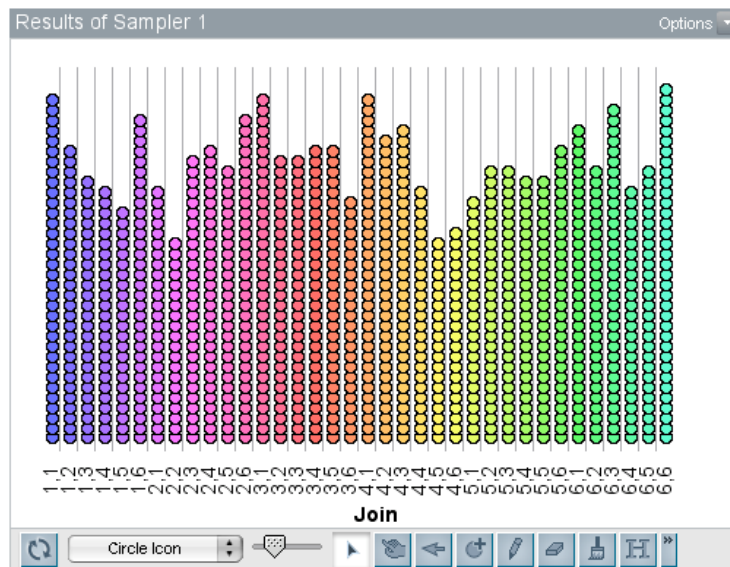 Results of Sampler 1
Options
1,1 1,2 1,3 1,4 1,5 1,6 2,1 2,2 2,3 2,4 2,5 2,6 3,1 3,2 3,3 3,4 3,5 3,6 4,1 4,2 4,3 4,4 4,5 4,6 5,1 5,2 5,3 5,4 5,5 5,6 6,1 6,2 6,3 6,4 6,5 6,6
Join
Circle Icon